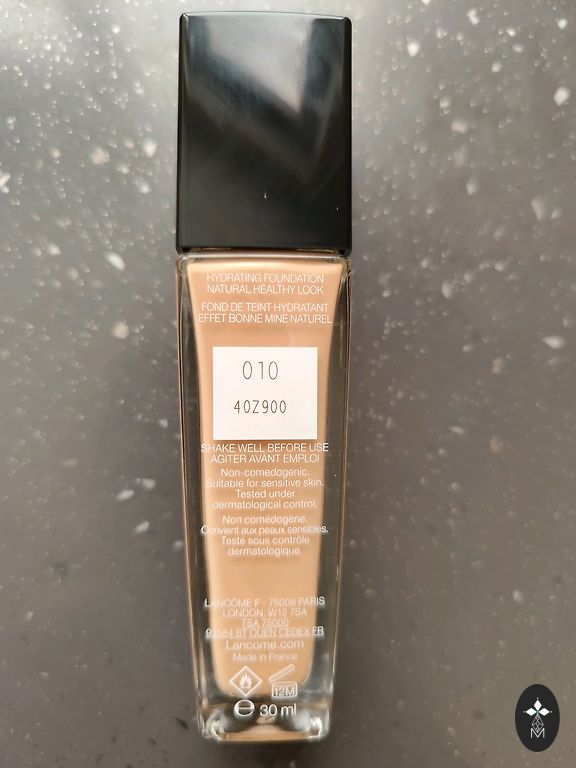 HYDRATING FOUNDATION
NATURAL HEALTHY LOOK
FOND DE TEINT HYDRATANT
EFFET BONNE MINE NATUREL
010
40Z900
SHAKE WELL BEFORE USE
AGITER AVANT EMPLOI
Non-comedogenic.
Suitable for sensitive skin.
Tested under
dermatological control.
Non comédogène.
Convient aux peaux sensibles.
Testé sous contrôle
dermatologique.
LANCÔME F - 75008 PARIS
LONDON, W12 7SA
TSA 75000
93584 ST OUEN CEDEX FR
Lancome.com
Made in France
12M
℮ 30 ml
M